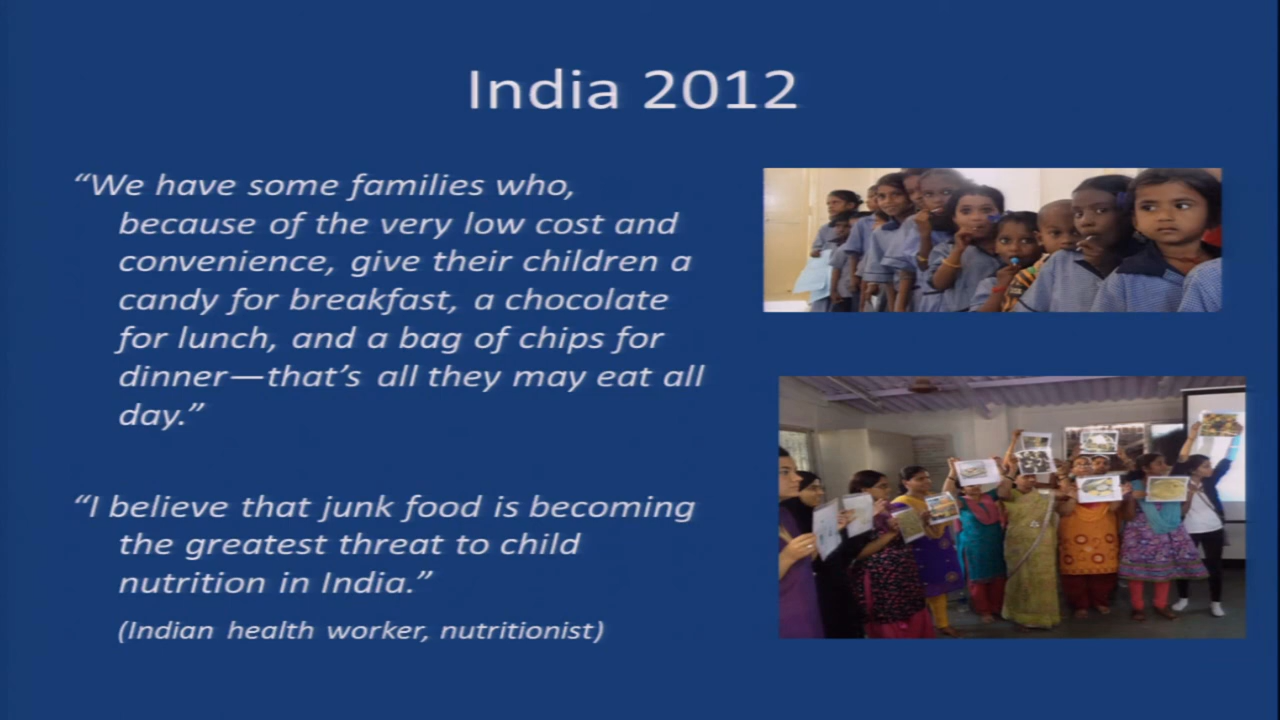 India 2012
“We have some families who,
because of the very low cost and
convenience, give their children a
candy for breakfast, a chocolate
for lunch, and a bag of chips for
dinner—that’s all they may eat all
day.”
“I believe that junk food is becoming
the greatest threat to child
nutrition in India.”
(Indian health worker, nutritionist)